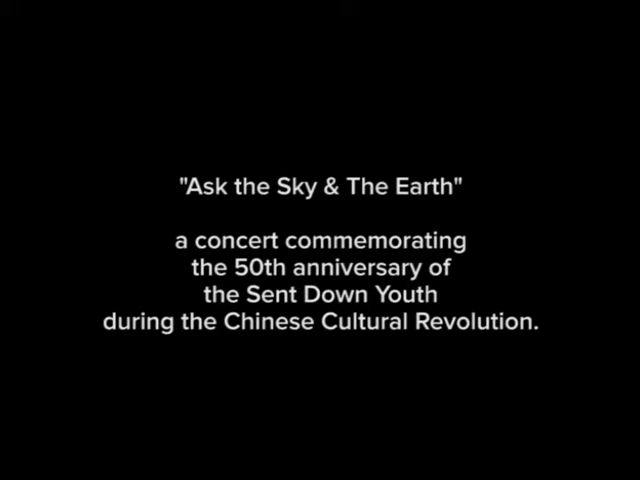 "Ask the Sky & The Earth"
a concert commemorating
the 50th anniversary of
the Sent Down Youth
during the Chinese Cultural Revolution.